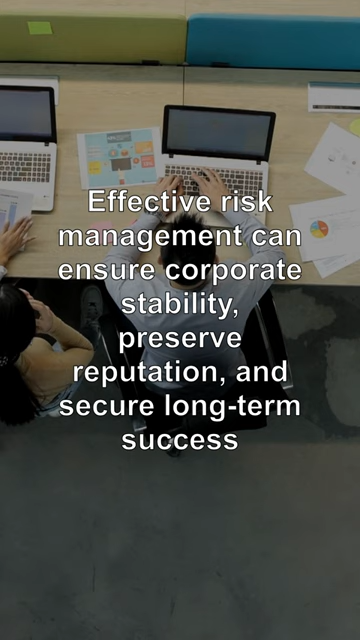 Effective risk
management can
ensure corporate
stability,
preserve
reputation, and
secure long-term
success